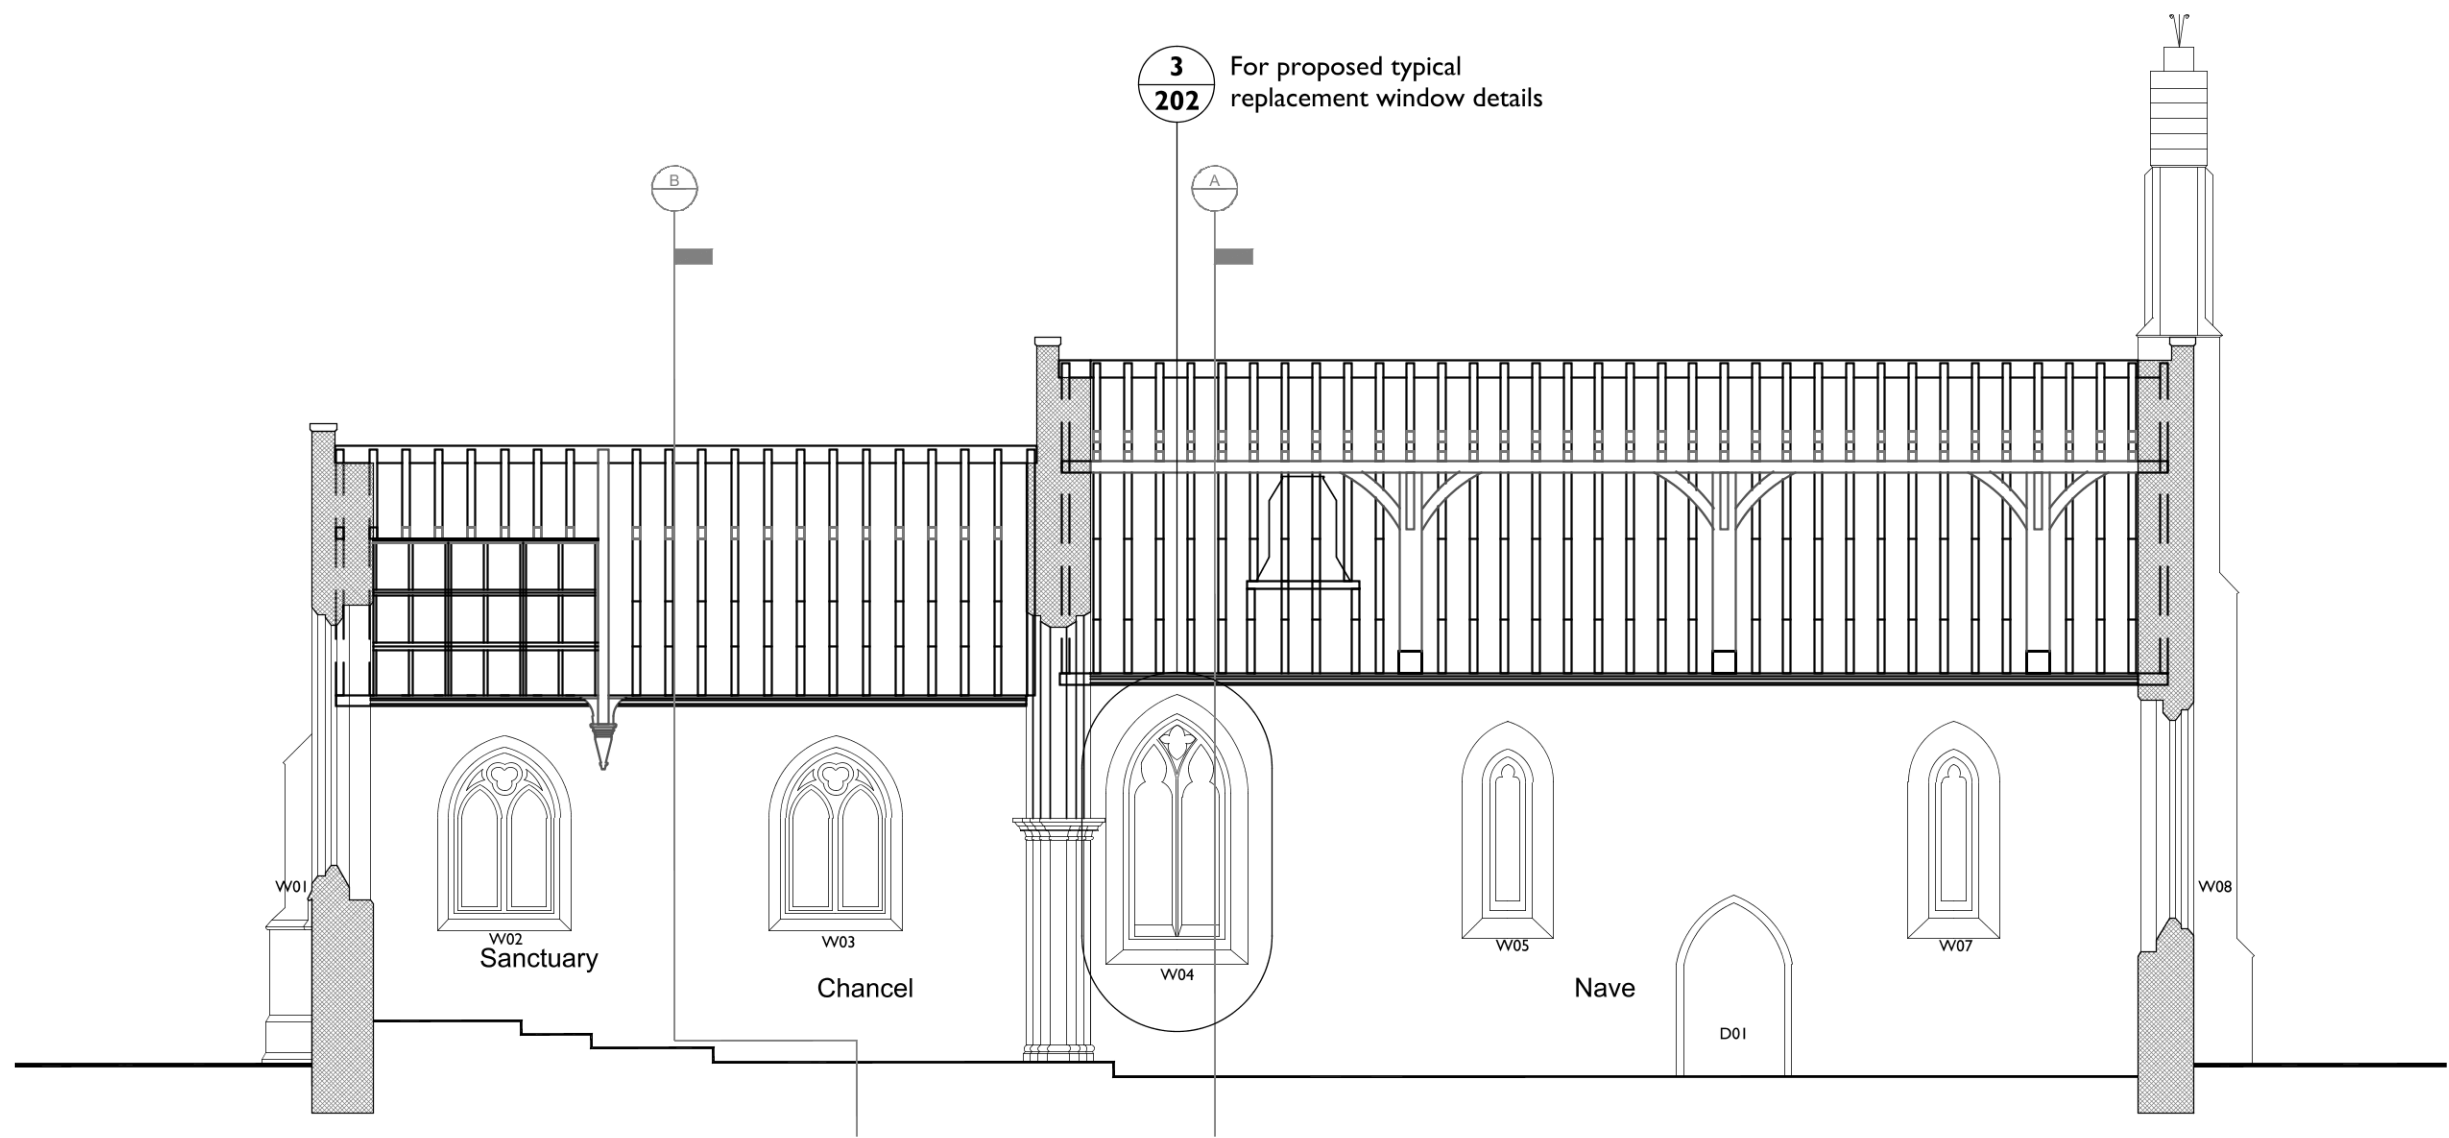 3
202
For proposed typical
replacement window details
B
A
W01
W02
Sanctuary
W03
Chancel
W04
W05
Nave
D01
W07
W08